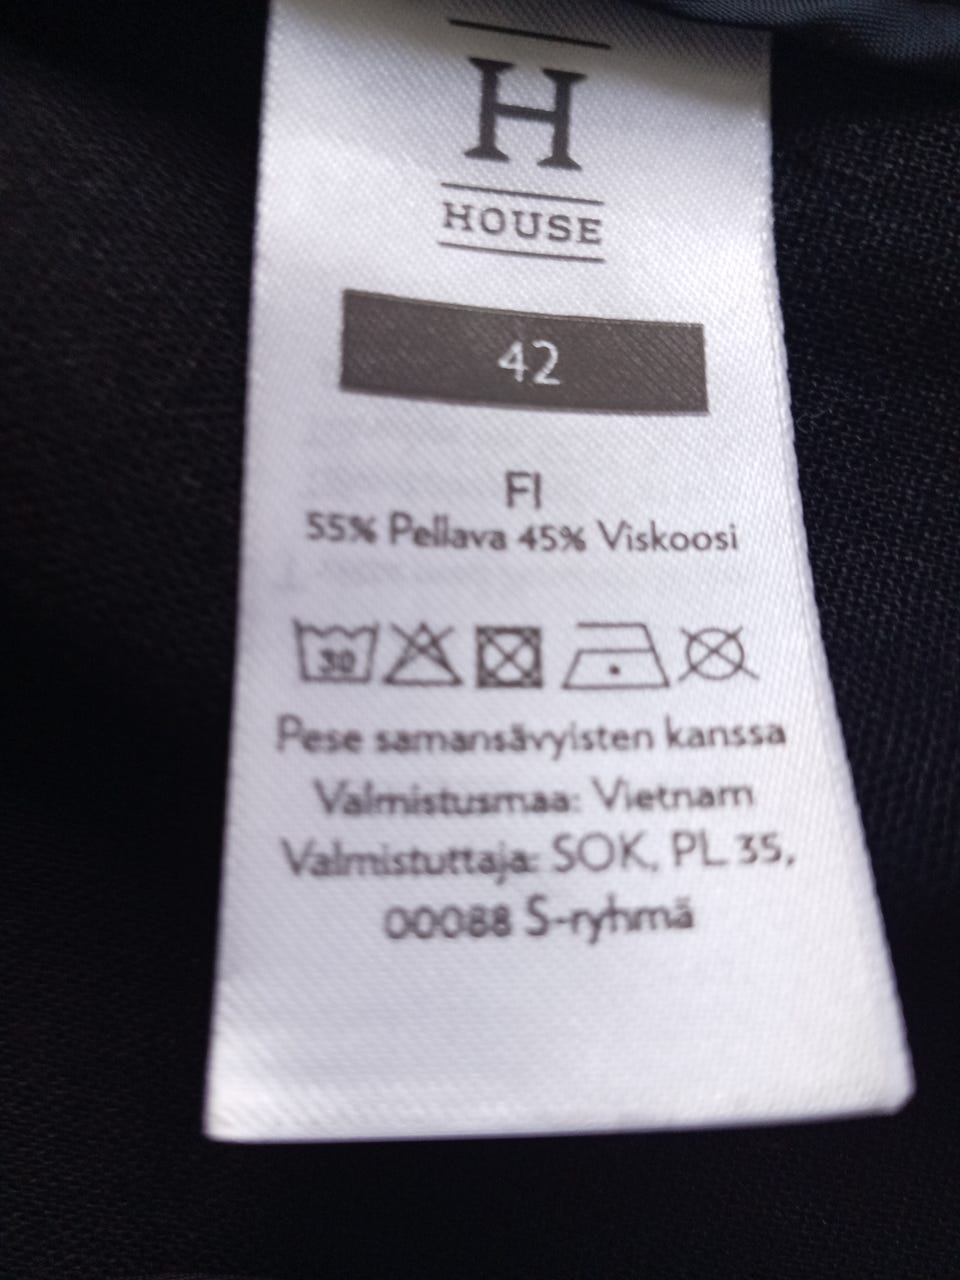 H
HOUSE
42
FI
55% Pellava 45% Viskoosi
30
Pese samansävyisten kanssa
Valmistusmaa: Vietnam
Valmistuttaja: SOK, PL 35,
00088 S-ryhmä